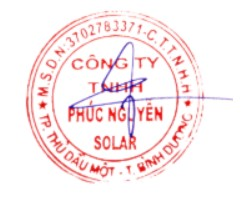 M.S.D.N:3702783371-C.T.T.N.H.H
CÔNG TY
TNHH
PHÚC NGUYÊN
SOLAR
TP.THỦ DẦU MỘT - T. BÌNH DƯƠNG